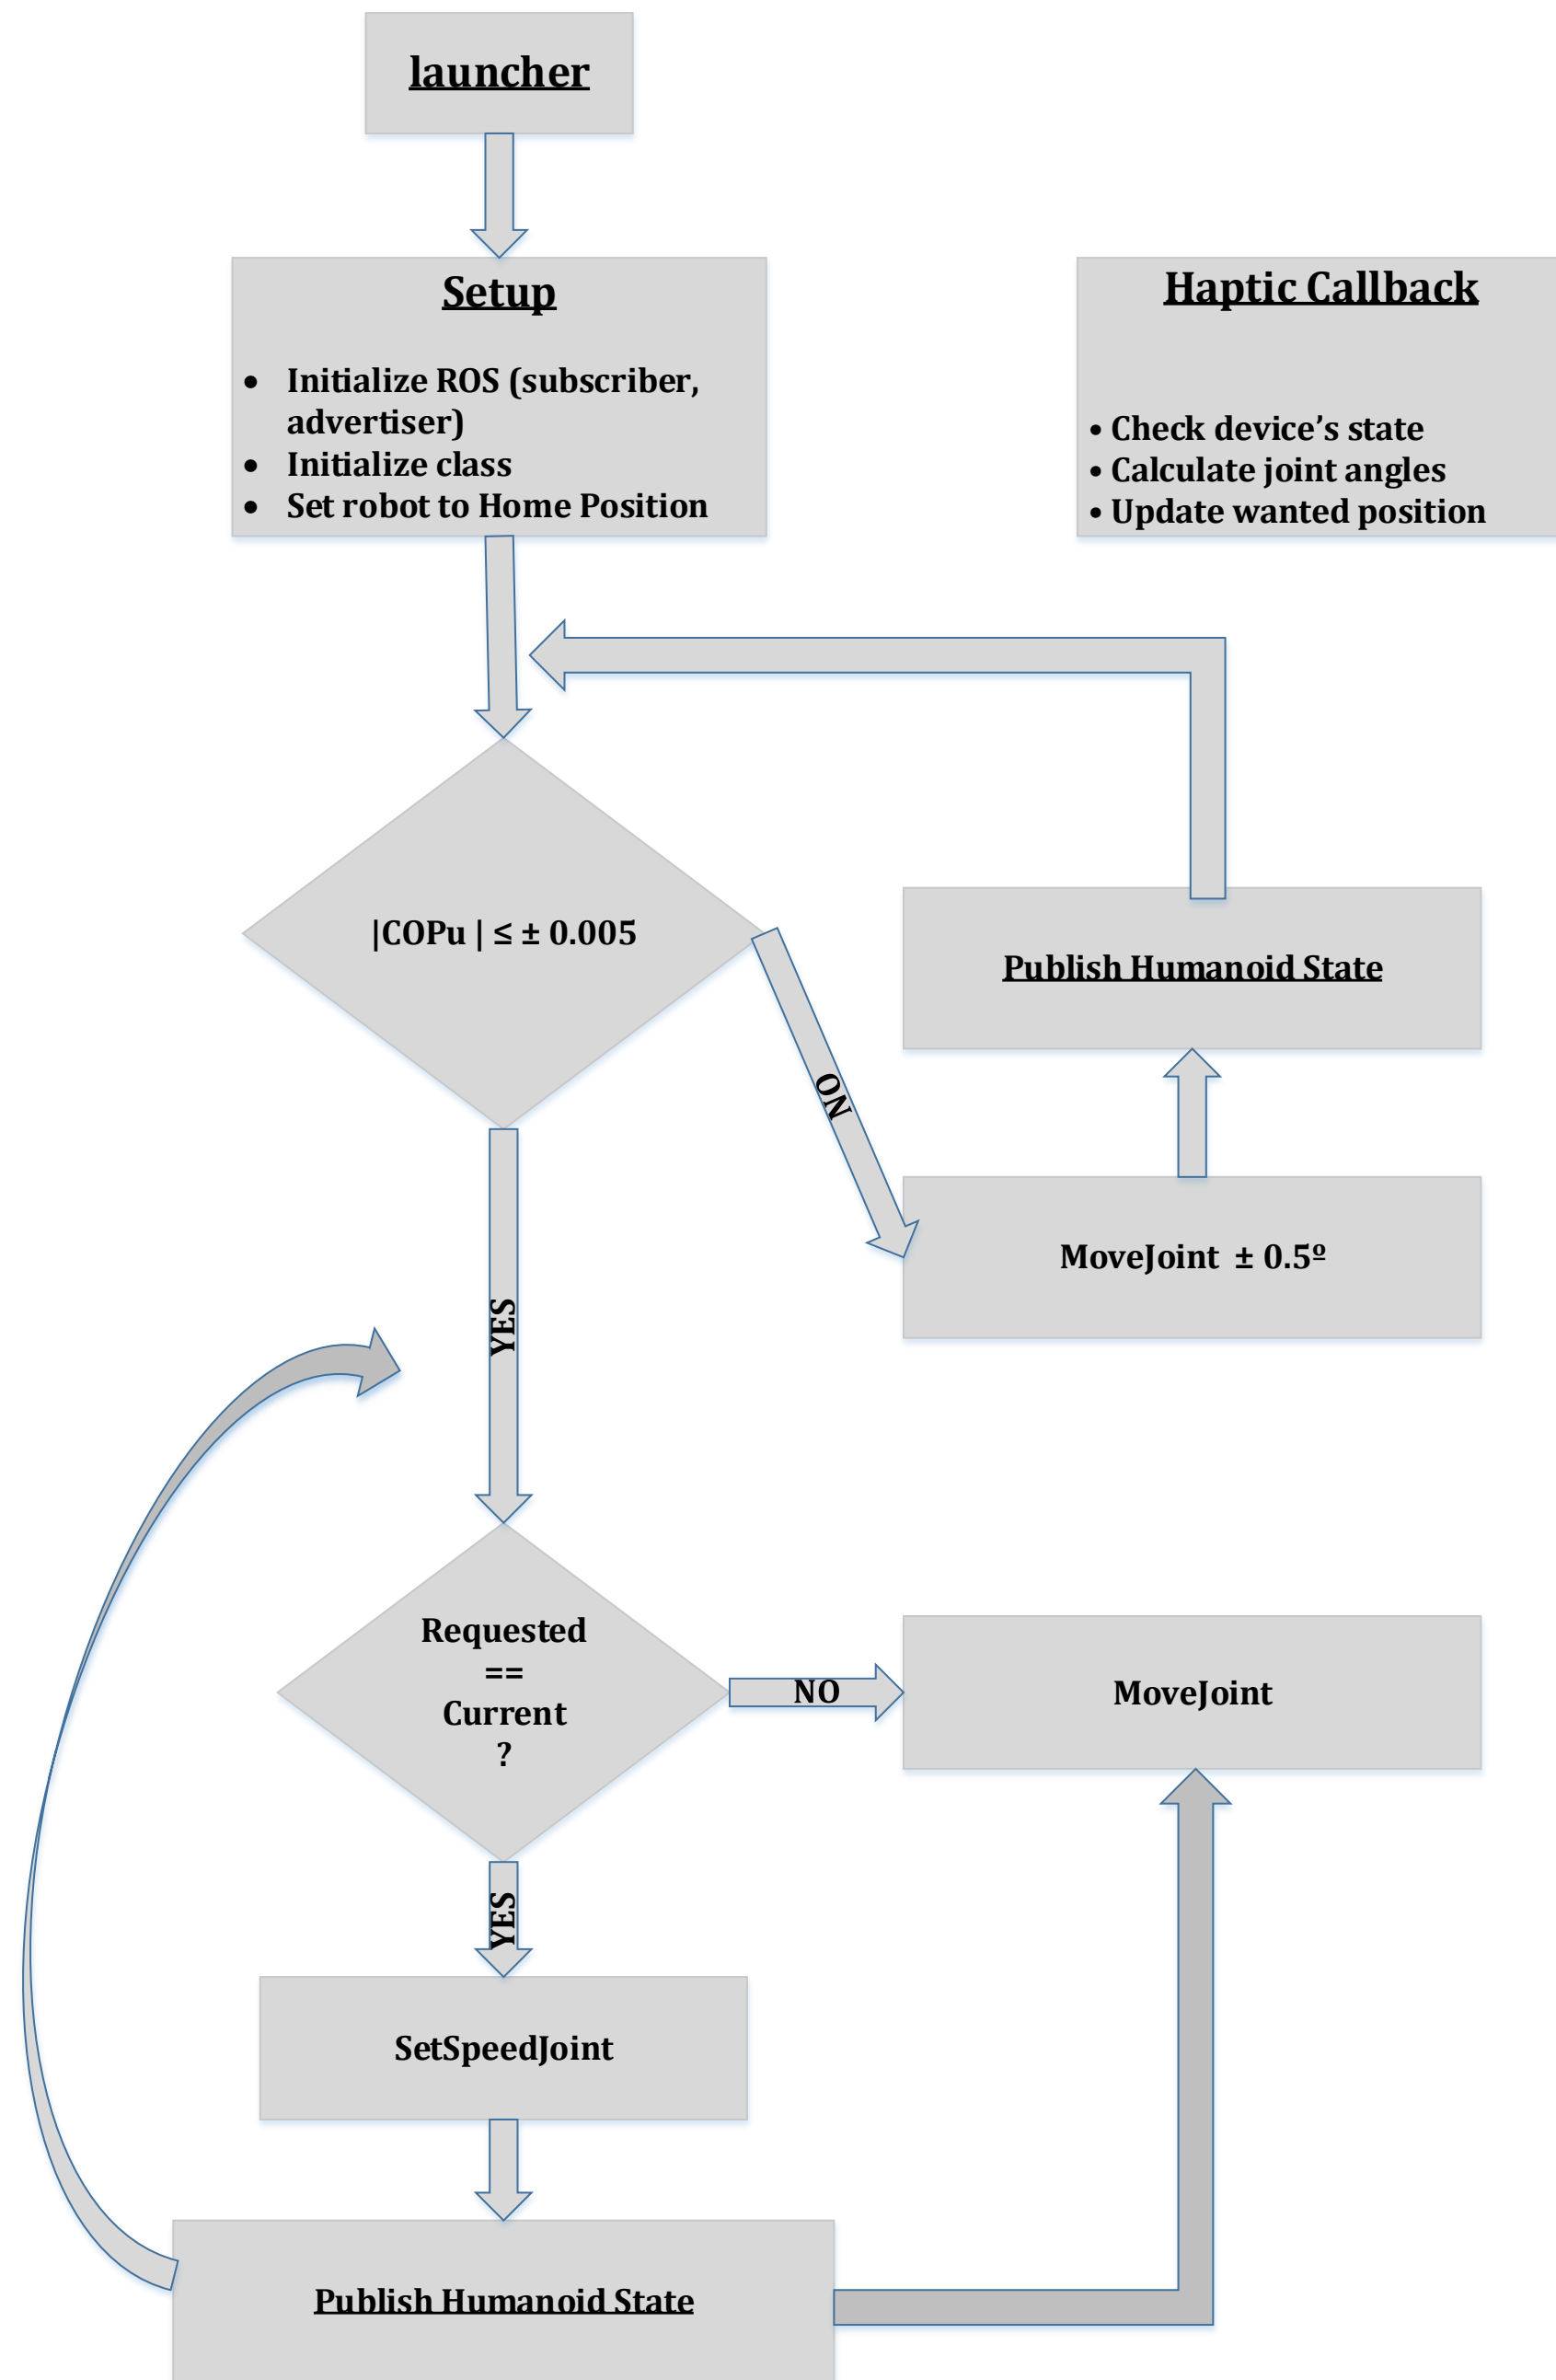 launcher
Setup
• Initialize ROS (subscriber,
advertiser)
• Initialize class
• Set robot to Home Position
Haptic Callback
• Check device’s state
• Calculate joint angles
• Update wanted position
|COPu | ≤ ± 0.005
NO
Publish Humanoid State
MoveJoint ± 0.5º
YES
Requested
==
Current
?
NO
MoveJoint
YES
SetSpeedJoint
Publish Humanoid State